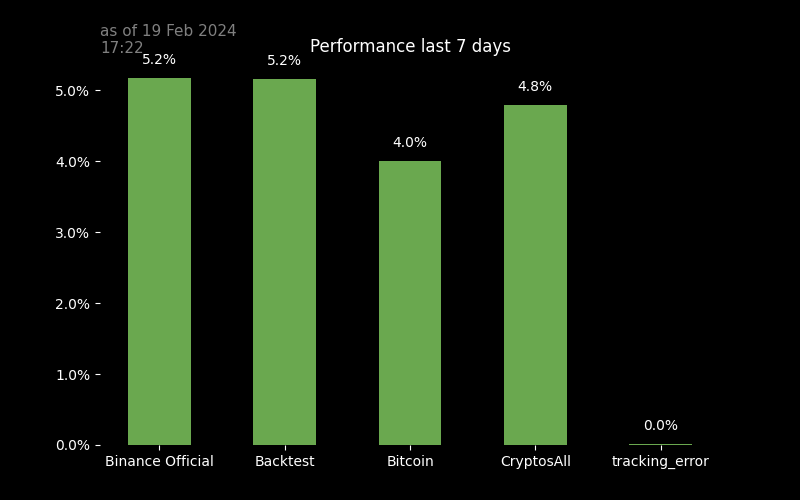 as of 19 Feb 2024
17:22
Performance last 7 days
5.2%
5.2%
4.0%
4.8%
0.0%
5.0%
4.0%
3.0%
2.0%
1.0%
0.0%
Binance Official
Backtest
Bitcoin
CryptosAll
tracking_error